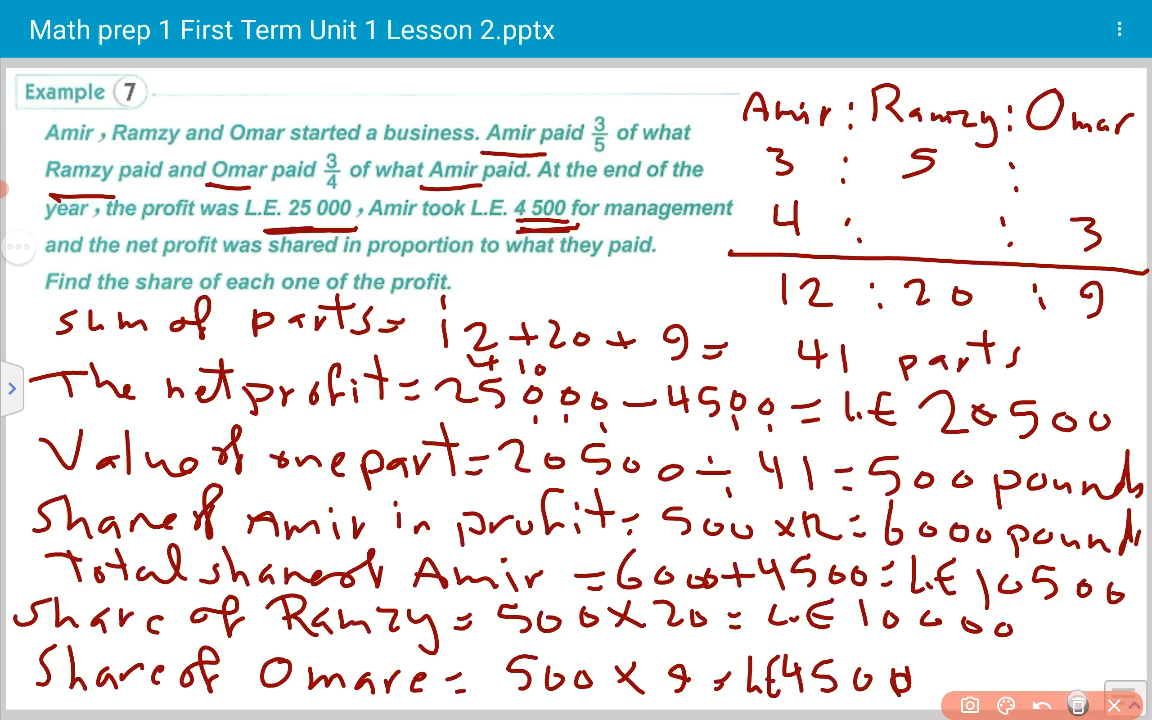 Math prep 1 First Term Unit 1 Lesson 2.pptx
Example 7
Amir , Ramzy and Omar started a business. Amir paid 3/5 of what
Ramzy paid and Omar paid 3/4 of what Amir paid. At the end of the
year , the profit was L.E. 25 000 , Amir took L.E. 4 500 for management
and the net profit was shared in proportion to what they paid.
Find the share of each one of the profit.
Amir : Ramzy : Omar
3 : 5 :
4 : : 3
12 : 20 : 9
sum of parts = 12 + 20 + 9 = 41 parts
4 10
The net profit = 25000 - 4500 = L.E 20500
Value of one part = 20500 ÷ 41 = 500 pounds
Share of Amir in profit = 500 x 12 = 6000 pounds
Total share of Amir = 6000 + 4500 = L.E 10500
Share of Ramzy = 500 x 20 = L.E 10000
Share of Omare = 500 x 9 = L.E 4500